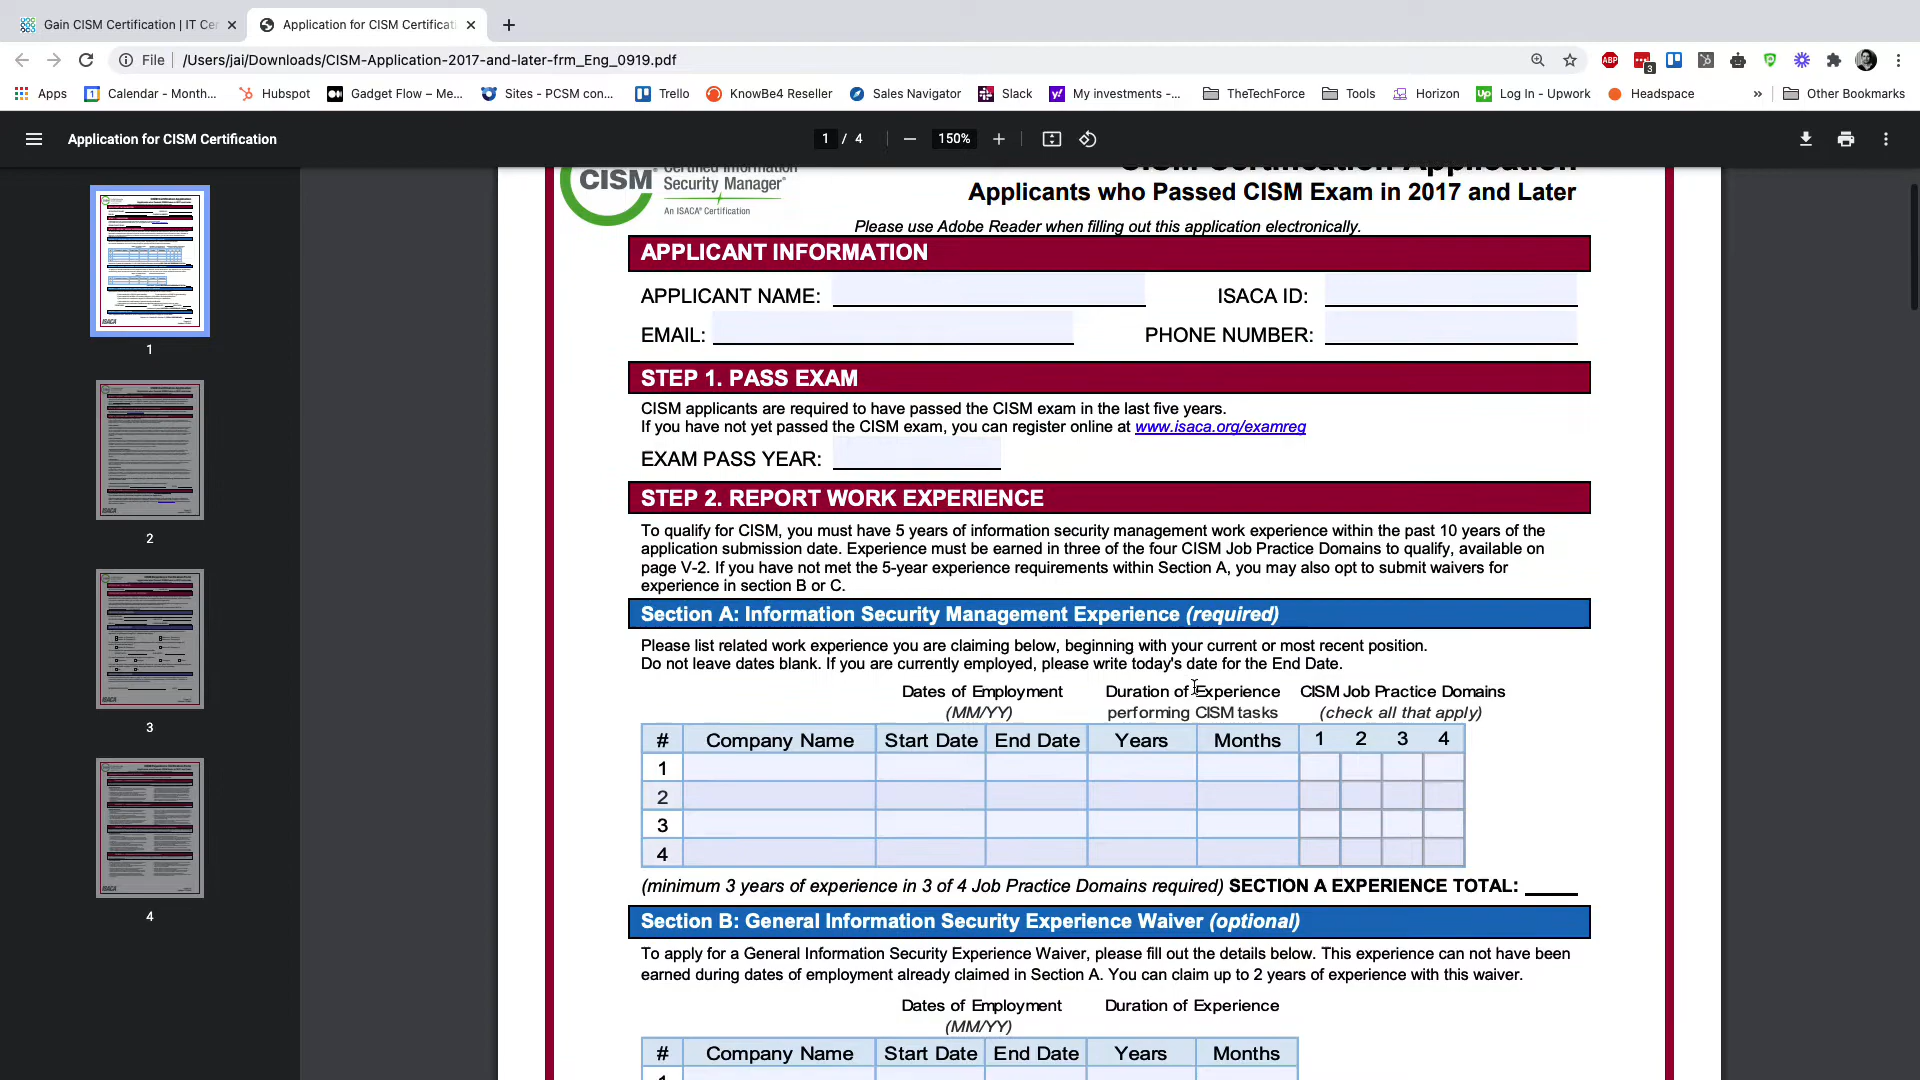 Gain CISM Certification | IT Cer
Application for CISM Certificati
File /Users/jai/Downloads/CISM-Application-2017-and-later-frm_Eng_0919.pdf
ABP
3
Apps
Calendar - Month...
Hubspot
Gadget Flow – Me...
Sites - PCSM con...
Trello
KnowBe4 Reseller
Sales Navigator
Slack
My investments -...
TheTechForce
Tools
Horizon
Log In - Upwork
Headspace
»
Other Bookmarks
Application for CISM Certification
1 / 4
150%
1
2
3
4
CISM
Certified Information
Security Manager®
An ISACA® Certification
CISM Certification Application
Applicants who Passed CISM Exam in 2017 and Later
Please use Adobe Reader when filling out this application electronically.
APPLICANT INFORMATION
APPLICANT NAME: ISACA ID:
EMAIL: PHONE NUMBER:
STEP 1. PASS EXAM
CISM applicants are required to have passed the CISM exam in the last five years.
If you have not yet passed the CISM exam, you can register online at www.isaca.org/examreg
EXAM PASS YEAR:
STEP 2. REPORT WORK EXPERIENCE
To qualify for CISM, you must have 5 years of information security management work experience within the past 10 years of the
application submission date. Experience must be earned in three of the four CISM Job Practice Domains to qualify, available on
page V-2. If you have not met the 5-year experience requirements within Section A, you may also opt to submit waivers for
experience in section B or C.
Section A: Information Security Management Experience (required)
Please list related work experience you are claiming below, beginning with your current or most recent position.
Do not leave dates blank. If you are currently employed, please write today's date for the End Date.
Dates of Employment Duration of Experience CISM Job Practice Domains
(MM/YY) performing CISM tasks (check all that apply)
# Company Name Start Date End Date Years Months 1 2 3 4
1
2
3
4
(minimum 3 years of experience in 3 of 4 Job Practice Domains required) SECTION A EXPERIENCE TOTAL:
Section B: General Information Security Experience Waiver (optional)
To apply for a General Information Security Experience Waiver, please fill out the details below. This experience can not have been
earned during dates of employment already claimed in Section A. You can claim up to 2 years of experience with this waiver.
Dates of Employment Duration of Experience
(MM/YY)
# Company Name Start Date End Date Years Months